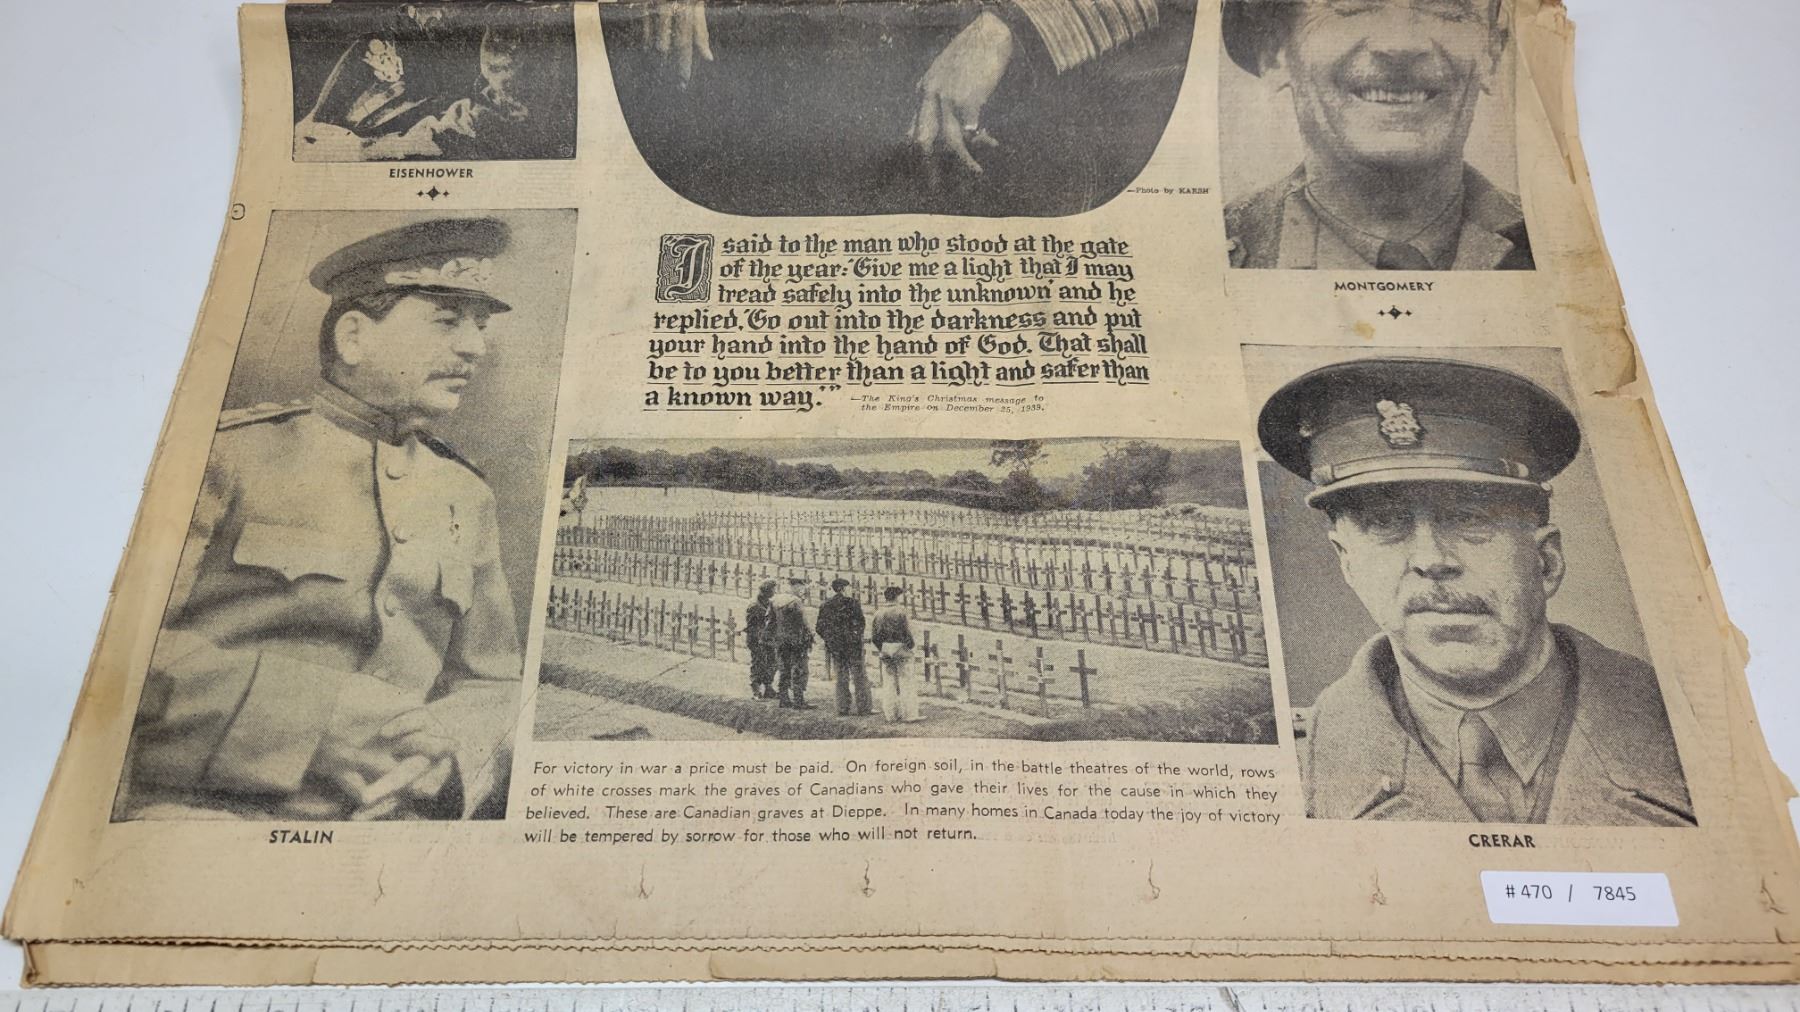 EISENHOWER
—Photo by KARSH
"I said to the man who stood at the gate
of the year: 'Give me a light that I may
tread safely into the unknown' and he
replied, 'Go out into the darkness and put
your hand into the hand of God. That shall
be to you better than a light and safer than
a known way.'"
—The King's Christmas message to
the Empire on December 25, 1939.
MONTGOMERY
STALIN
For victory in war a price must be paid. On foreign soil, in the battle theatres of the world, rows
of white crosses mark the graves of Canadians who gave their lives for the cause in which they
believed. These are Canadian graves at Dieppe. In many homes in Canada today the joy of victory
will be tempered by sorrow for those who will not return.
CRERAR
#470 / 7845